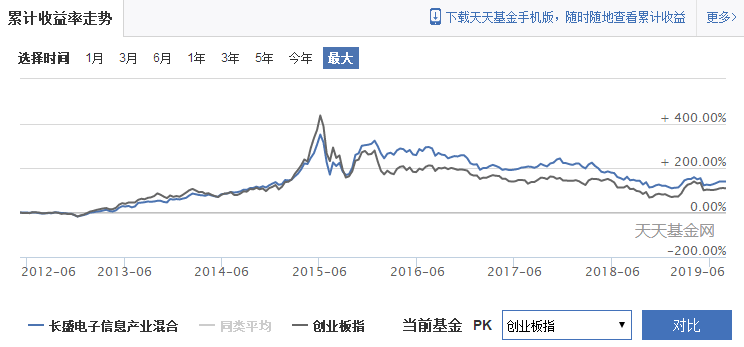 累计收益率走势
下载天天基金手机版，随时随地查看累计收益
更多>
选择时间 1月 3月 6月 1年 3年 5年 今年 最大
+ 400.00%
+ 200.00%
0.00%
天天基金网
-200.00%
2012-06 2013-06 2014-06 2015-06 2016-06 2017-06 2018-06 2019-06
长盛电子信息产业混合 同类平均 创业板指 当前基金 PK 创业板指 对比